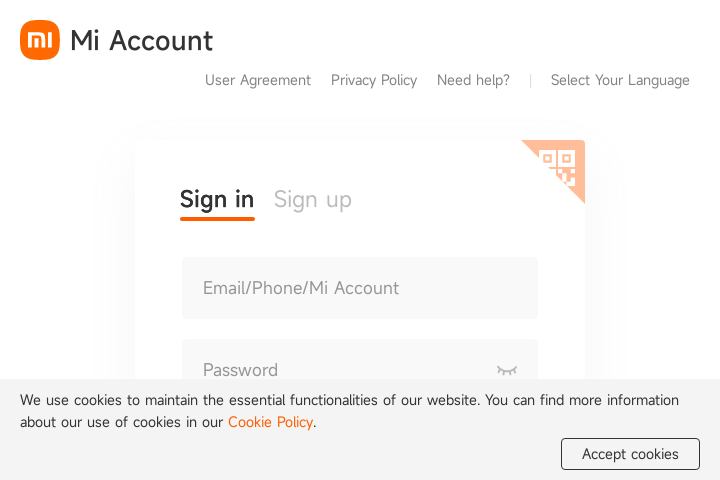 Mi Account
User Agreement Privacy Policy Need help? Select Your Language
Sign in Sign up
Email/Phone/Mi Account
Password
We use cookies to maintain the essential functionalities of our website. You can find more information
about our use of cookies in our Cookie Policy.
Accept cookies